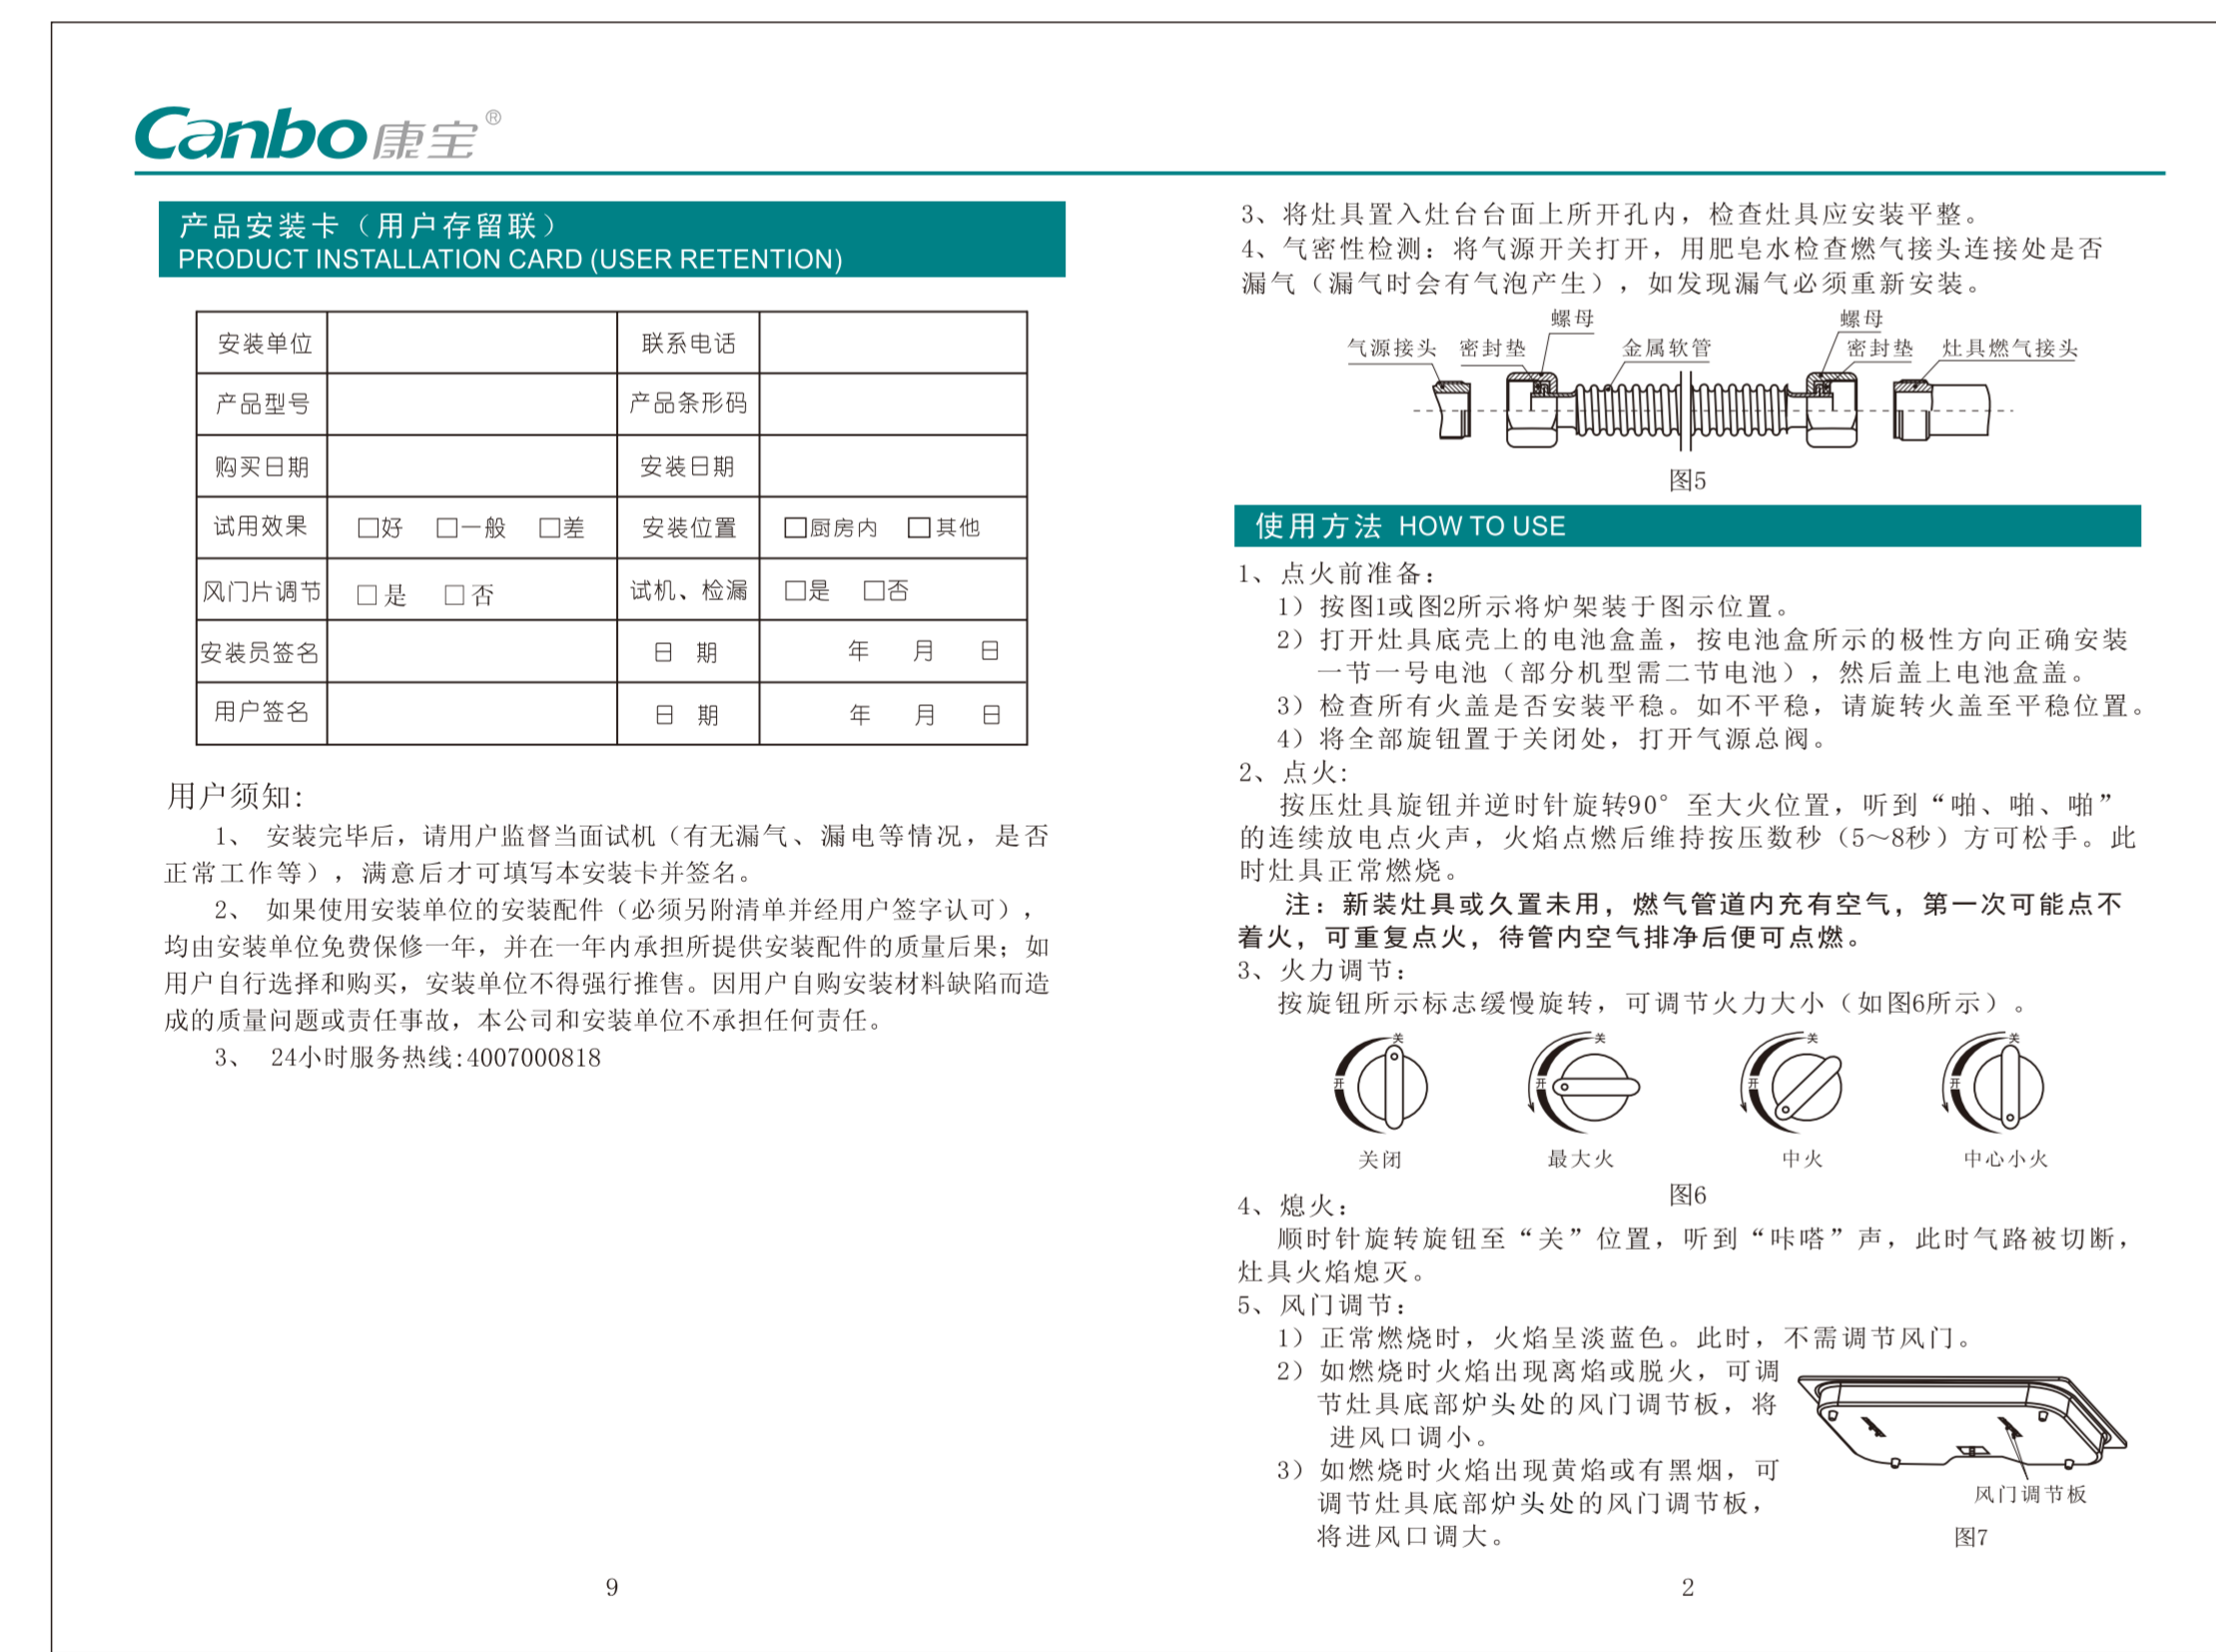 Canbo康宝®
产品安装卡（用户存留联）
PRODUCT INSTALLATION CARD (USER RETENTION)
安装单位 联系电话
产品型号 产品条形码
购买日期 安装日期
试用效果 □好 □一般 □差 安装位置 □厨房内 □其他
风门片调节 □是 □否 试机、检漏 □是 □否
安装员签名 日 期 年 月 日
用户签名 日 期 年 月 日
用户须知:
1、 安装完毕后，请用户监督当面试机（有无漏气、漏电等情况，是否
正常工作等），满意后才可填写本安装卡并签名。
2、 如果使用安装单位的安装配件（必须另附清单并经用户签字认可），
均由安装单位免费保修一年，并在一年内承担所提供安装配件的质量后果；如
用户自行选择和购买，安装单位不得强行推售。因用户自购安装材料缺陷而造
成的质量问题或责任事故，本公司和安装单位不承担任何责任。
3、 24小时服务热线:4007000818
9
3、将灶具置入灶台台面上所开孔内，检查灶具应安装平整。
4、气密性检测：将气源开关打开，用肥皂水检查燃气接头连接处是否
漏气（漏气时会有气泡产生），如发现漏气必须重新安装。
螺母 螺母
气源接头 密封垫 金属软管 密封垫 灶具燃气接头
图5
使用方法 HOW TO USE
1、点火前准备：
1）按图1或图2所示将炉架装于图示位置。
2）打开灶具底壳上的电池盒盖，按电池盒所示的极性方向正确安装
一节一号电池（部分机型需二节电池），然后盖上电池盒盖。
3）检查所有火盖是否安装平稳。如不平稳，请旋转火盖至平稳位置。
4）将全部旋钮置于关闭处，打开气源总阀。
2、点火:
按压灶具旋钮并逆时针旋转90°至大火位置，听到“啪、啪、啪”
的连续放电点火声，火焰点燃后维持按压数秒（5～8秒）方可松手。此
时灶具正常燃烧。
注：新装灶具或久置未用，燃气管道内充有空气，第一次可能点不
着火，可重复点火，待管内空气排净后便可点燃。
3、火力调节：
按旋钮所示标志缓慢旋转，可调节火力大小（如图6所示）。
关 关 关 关
开 开 开 开
关闭 最大火 中火 中心小火
图6
4、熄火：
顺时针旋转旋钮至“关”位置，听到“咔嗒”声，此时气路被切断，
灶具火焰熄灭。
5、风门调节：
1）正常燃烧时，火焰呈淡蓝色。此时，不需调节风门。
2）如燃烧时火焰出现离焰或脱火，可调
节灶具底部炉头处的风门调节板，将
进风口调小。
3）如燃烧时火焰出现黄焰或有黑烟，可
调节灶具底部炉头处的风门调节板，
将进风口调大。
风门调节板
图7
2